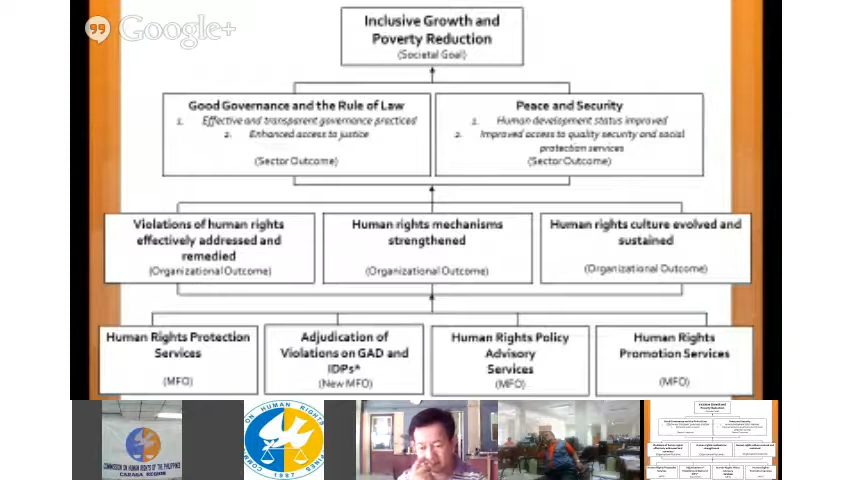 Google+
Inclusive Growth and
Poverty Reduction
(Societal Goal)
Good Governance and the Rule of Law
1. Effective and transparent governance practiced
2. Enhanced access to justice
(Sector Outcome)
Peace and Security
1. Human development status improved
2. Improved access to quality security and social
protection services
(Sector Outcome)
Violations of human rights
effectively addressed and
remedied
(Organizational Outcome)
Human rights mechanisms
strengthened
(Organizational Outcome)
Human rights culture evolved and
sustained
(Organizational Outcome)
Human Rights Protection
Services
(MFO)
Adjudication of
Violations on GAD and
IDPs*
(New MFO)
Human Rights Policy
Advisory
Services
(MFO)
Human Rights
Promotion Services
(MFO)
COMMISSION ON HUMAN RIGHTS OF THE PHILIPPINES
CARAGA REGION
1987